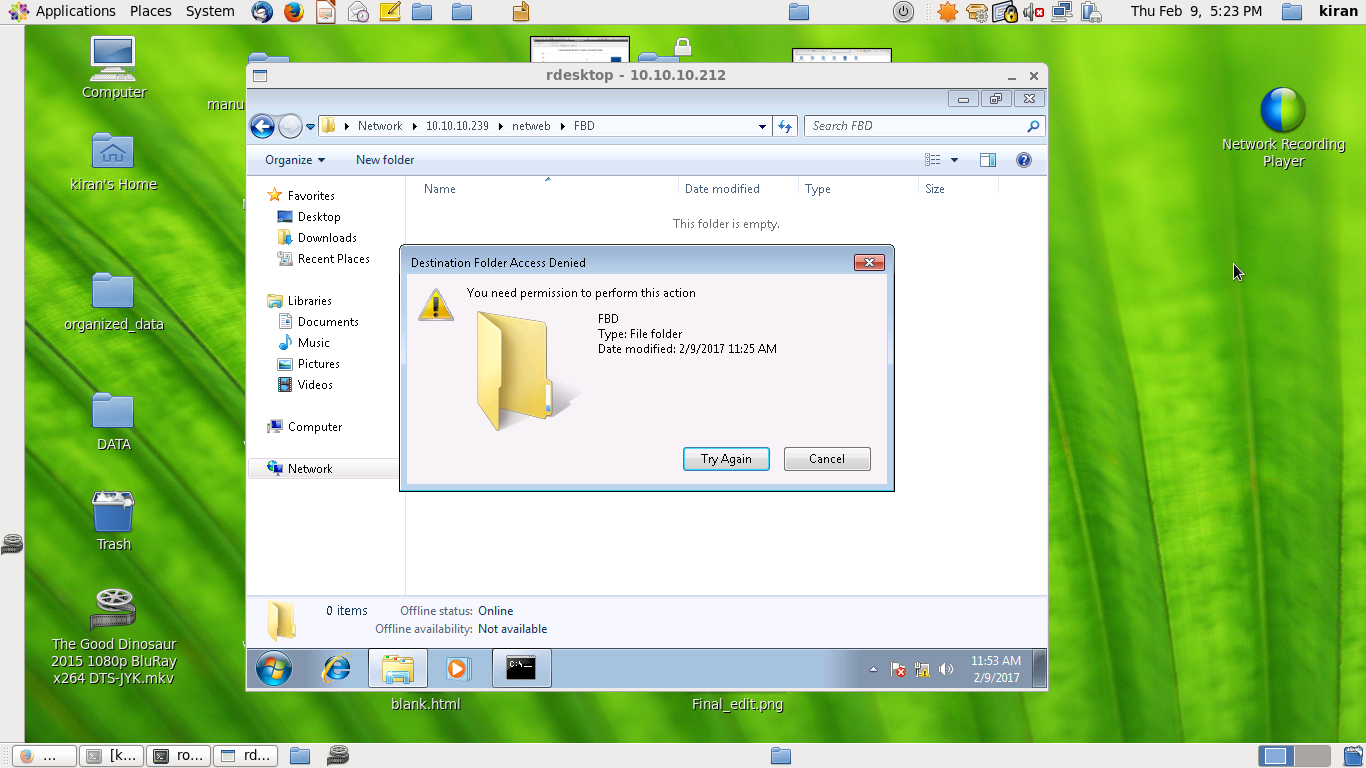 Applications Places System
Thu Feb 9, 5:23 PM
kiran
Computer
manu
kiran's Home
organized_data
DATA
Trash
The Good Dinosaur
2015 1080p BluRay
x264 DTS-JYK.mkv
Network Recording
Player
rdesktop - 10.10.10.212
Network
10.10.10.239
netweb
FBD
Search FBD
Organize
New folder
Name
Date modified
Type
Size
This folder is empty.
Favorites
Desktop
Downloads
Recent Places
Libraries
Documents
Music
Pictures
Videos
Computer
Network
Destination Folder Access Denied
You need permission to perform this action
FBD
Type: File folder
Date modified: 2/9/2017 11:25 AM
Try Again
Cancel
0 items
Offline status: Online
Offline availability: Not available
C:\_
11:53 AM
2/9/2017
blank.html
Final_edit.png
...
[k...
ro...
rd...